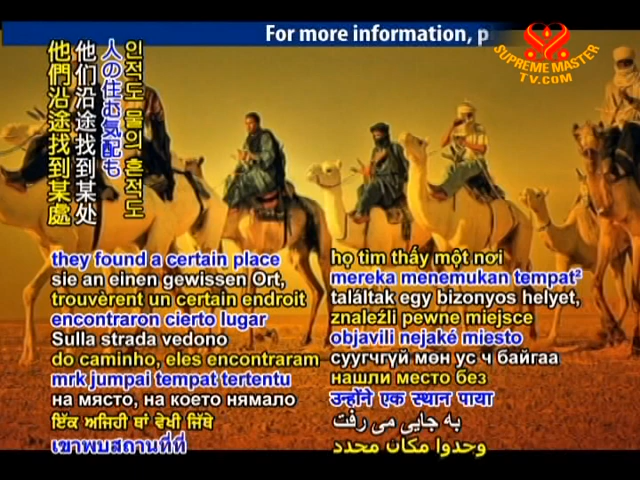 For more information, p
SUPREME MASTER
TV.COM
인적도 물의 흔적도
人の住む気配も
他们沿途找到某处
他們沿途找到某處
they found a certain place
sie an einen gewissen Ort,
trouvèrent un certain endroit
encontraron cierto lugar
Sulla strada vedono
do caminho, eles encontraram
mrk jumpai tempat tertentu
на място, на което нямало
ਇੱਕ ਅਜਿਹੀ ਥਾਂ ਵੇਖੀ ਜਿੱਥੇ
เขาพบสถานที่ที่
họ tìm thấy một nơi
mereka menemukan tempat²
találtak egy bizonyos helyet,
znaleźli pewne miejsce
objavili nejaké miesto
суугчгүй мөн ус ч байгаа
нашли место без
उन्होंने एक स्थान पाया
به جایی می رفت
وجدوا مكان محدد